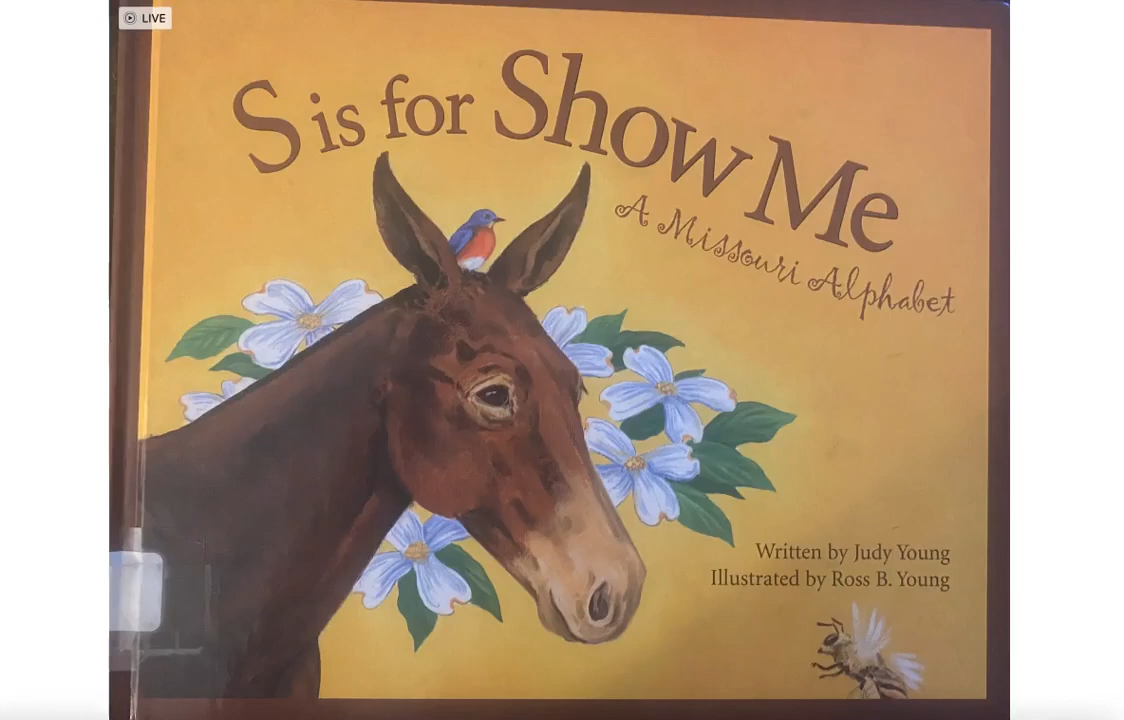 LIVE
S is for Show Me
A Missouri Alphabet
Written by Judy Young
Illustrated by Ross B. Young